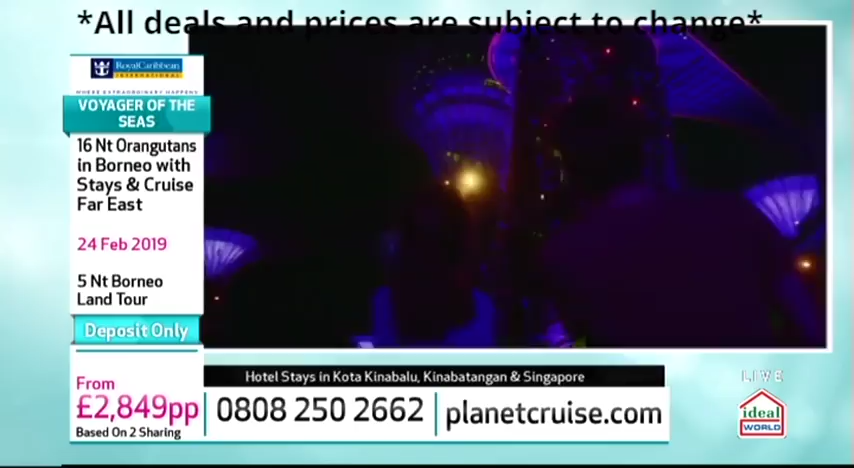 *All deals and prices are subject to change*
RoyalCaribbean
INTERNATIONAL
WHERE EXTRAORDINARY HAPPENS
VOYAGER OF THE
SEAS
16 Nt Orangutans
in Borneo with
Stays & Cruise
Far East
24 Feb 2019
5 Nt Borneo
Land Tour
Deposit Only
From
£2,849pp
Based On 2 Sharing
Hotel Stays in Kota Kinabalu, Kinabatangan & Singapore
0808 250 2662
planetcruise.com
LIVE
ideal
WORLD